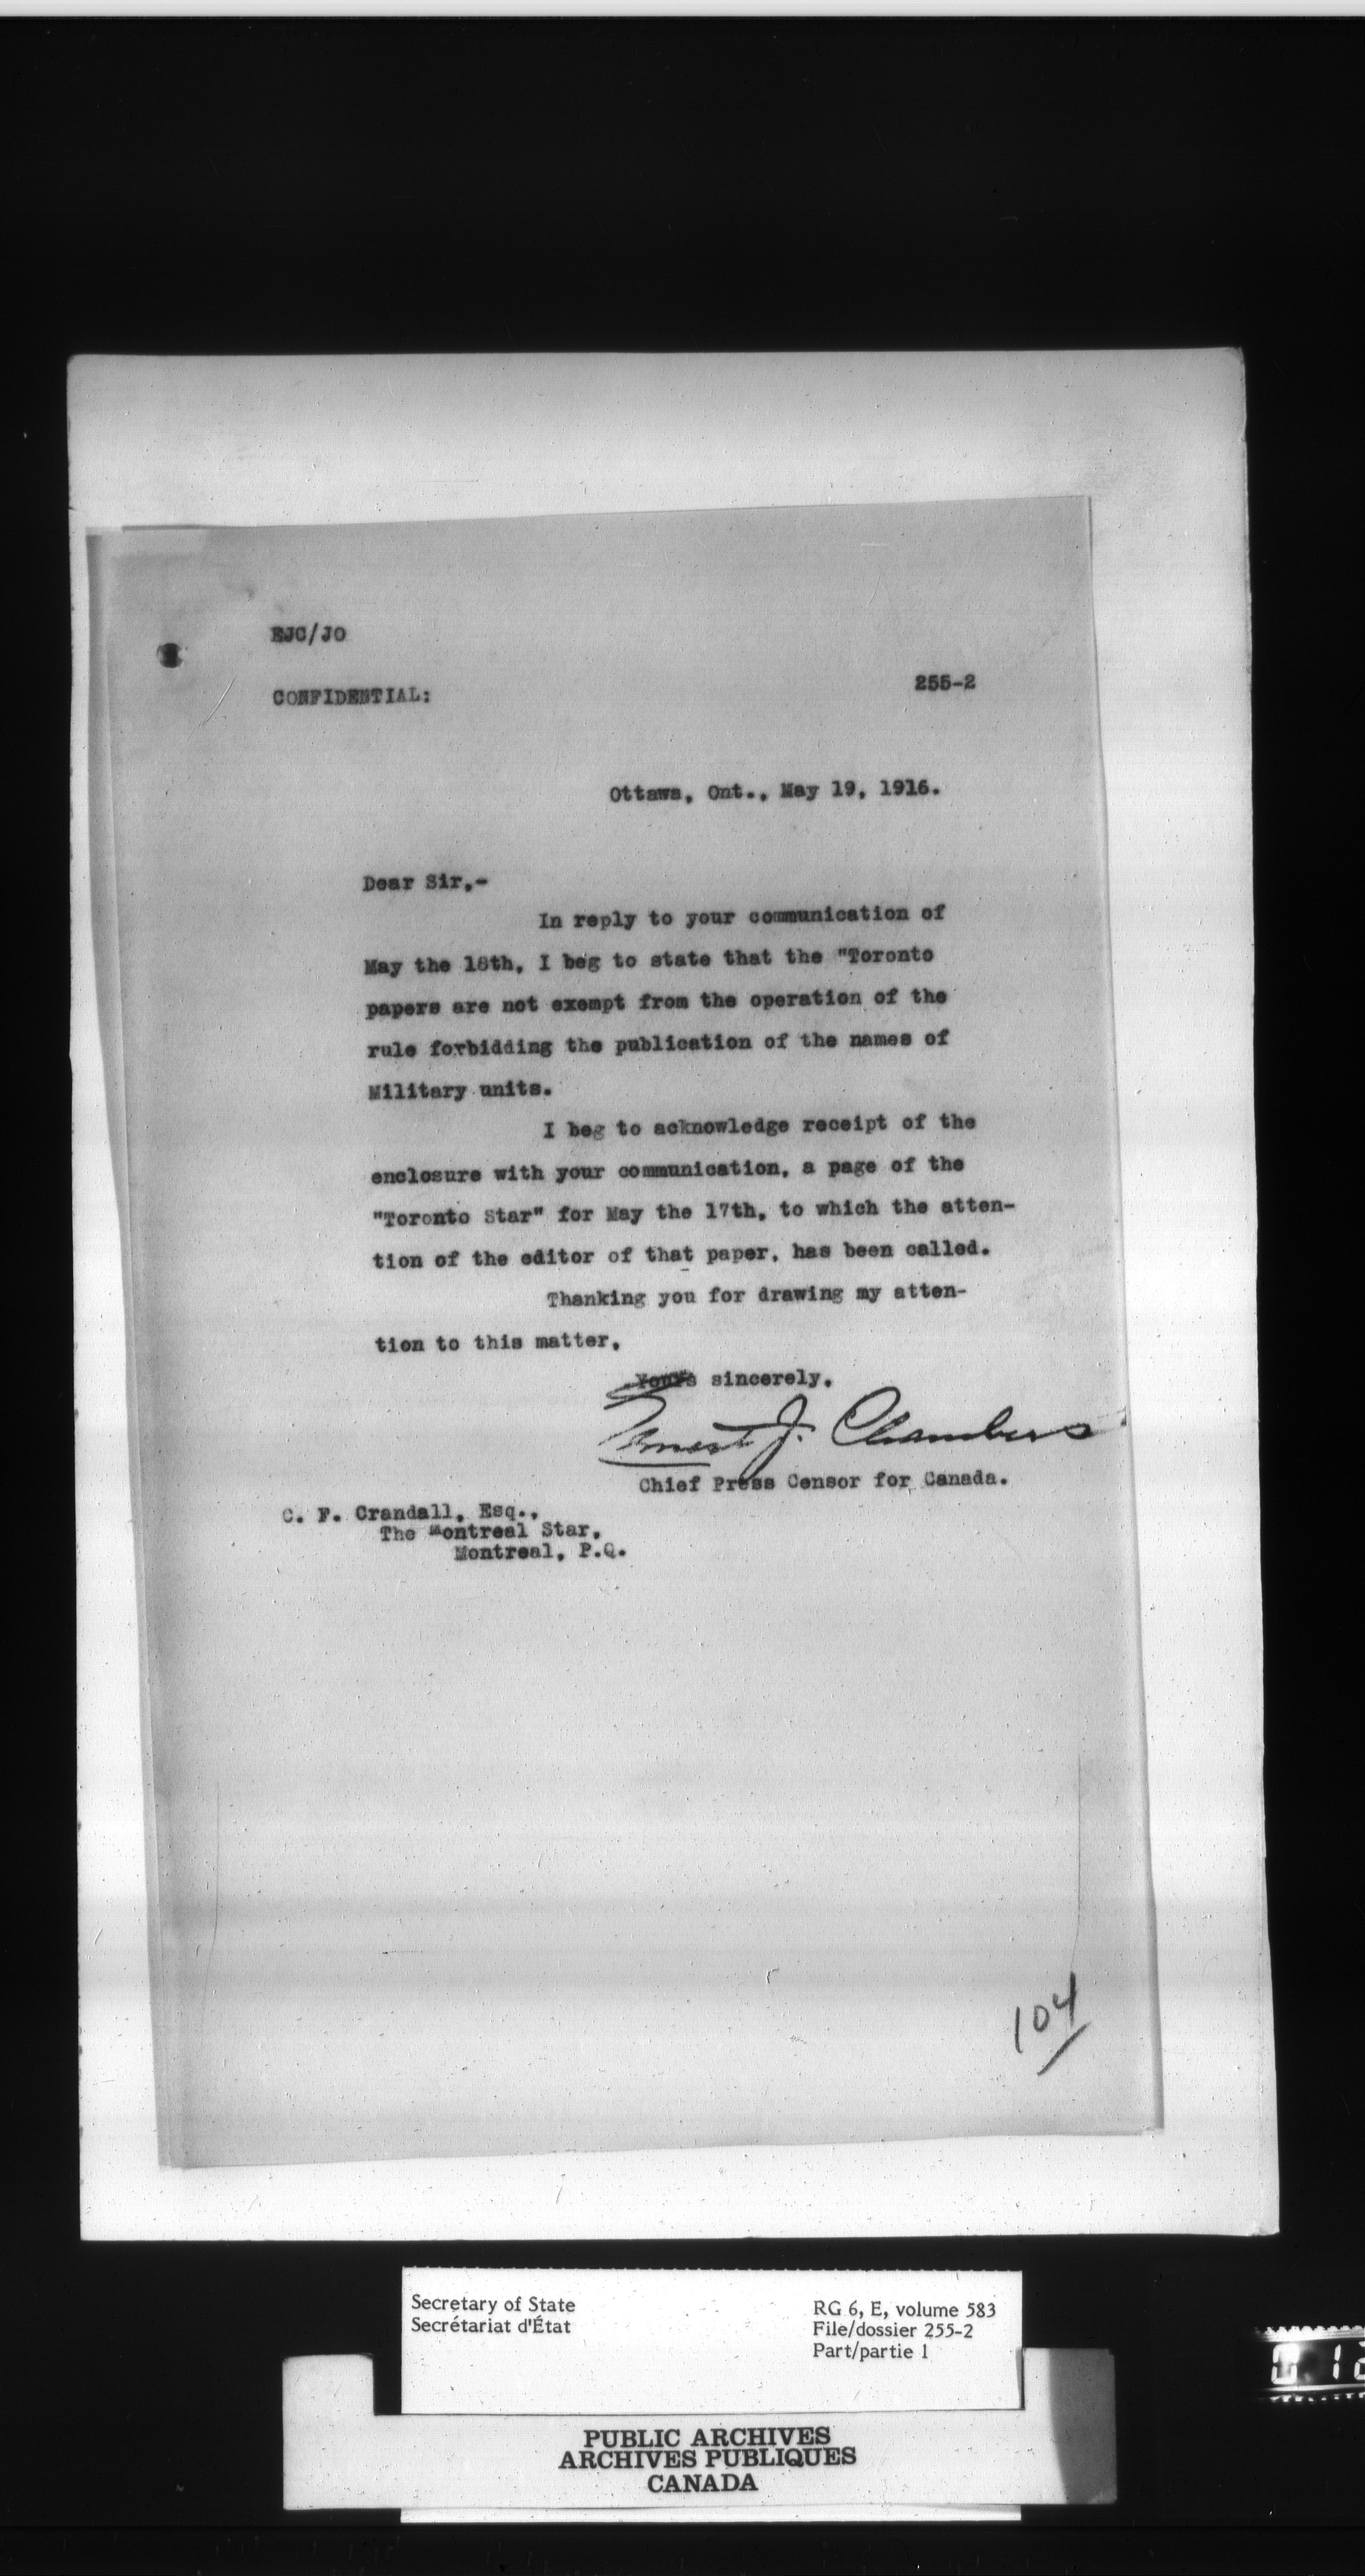 EJC/JO
CONFIDENTIAL:
255-2
Ottawa, Ont., May 19, 1916.
Dear Sir,-
In reply to your communication of
May the 18th, I beg to state that the "Toronto
papers are not exempt from the operation of the
rule forbidding the publication of the names of
Military units.
I beg to acknowledge receipt of the
enclosure with your communication, a page of the
"Toronto Star" for May the 17th, to which the atten-
tion of the editor of that paper, has been called.
Thanking you for drawing my atten-
tion to this matter,
Yours sincerely,
Ernest J. Chambers
Chief Press Censor for Canada.
C. F. Crandall, Esq.,
The Montreal Star,
Montreal, P.Q.
104
Secretary of State
Secrétariat d'État
RG 6, E, volume 583
File/dossier 255-2
Part/partie 1
PUBLIC ARCHIVES
ARCHIVES PUBLIQUES
CANADA